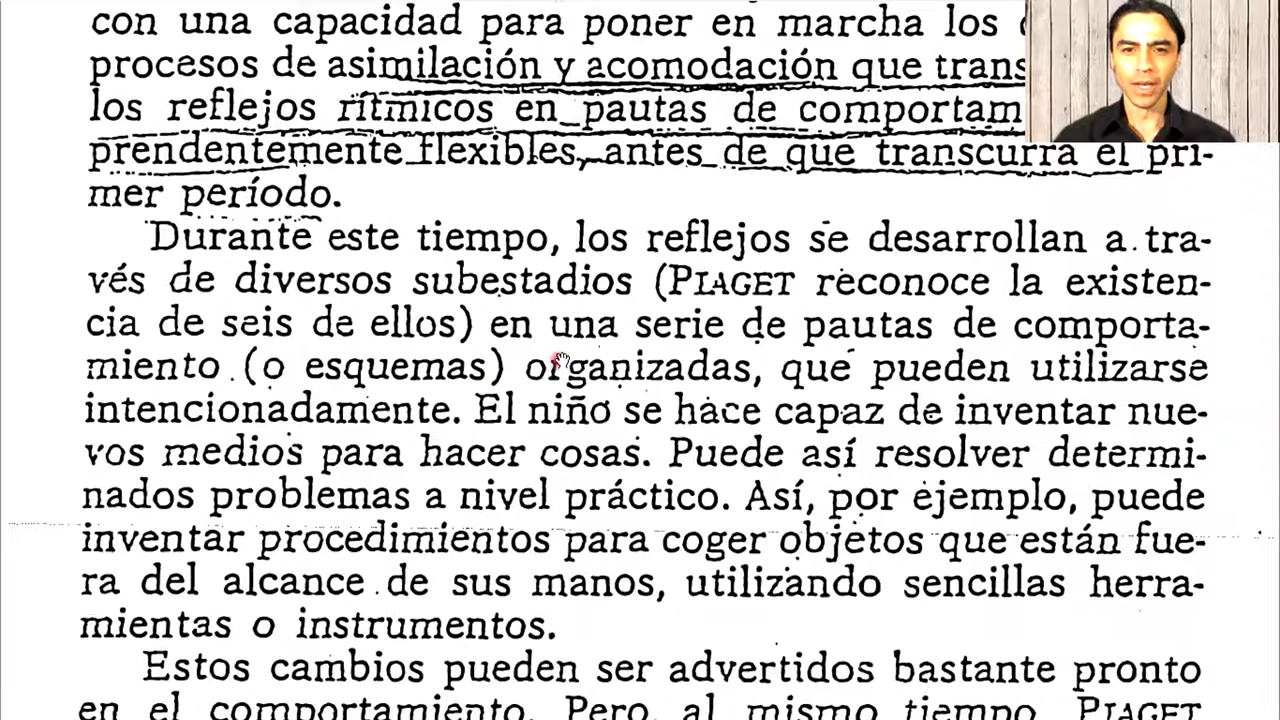 con una capacidad para poner en marcha los
procesos de asimilación y acomodación que trans
los reflejos rítmicos en pautas de comportam
prendentemente flexibles, antes de que transcurra el pri-
mer período.
Durante este tiempo, los reflejos se desarrollan a tra-
vés de diversos subestadios (PIAGET reconoce la existen-
cia de seis de ellos) en una serie de pautas de comporta-
miento (o esquemas) organizadas, que pueden utilizarse
intencionadamente. El niño se hace capaz de inventar nue-
vos medios para hacer cosas. Puede así resolver determi-
nados problemas a nivel práctico. Así, por ejemplo, puede
inventar procedimientos para coger objetos que están fue-
ra del alcance de sus manos, utilizando sencillas herra-
mientas o instrumentos.
Estos cambios pueden ser advertidos bastante pronto
en el comportamiento. Pero, al mismo tiempo, PIAGET